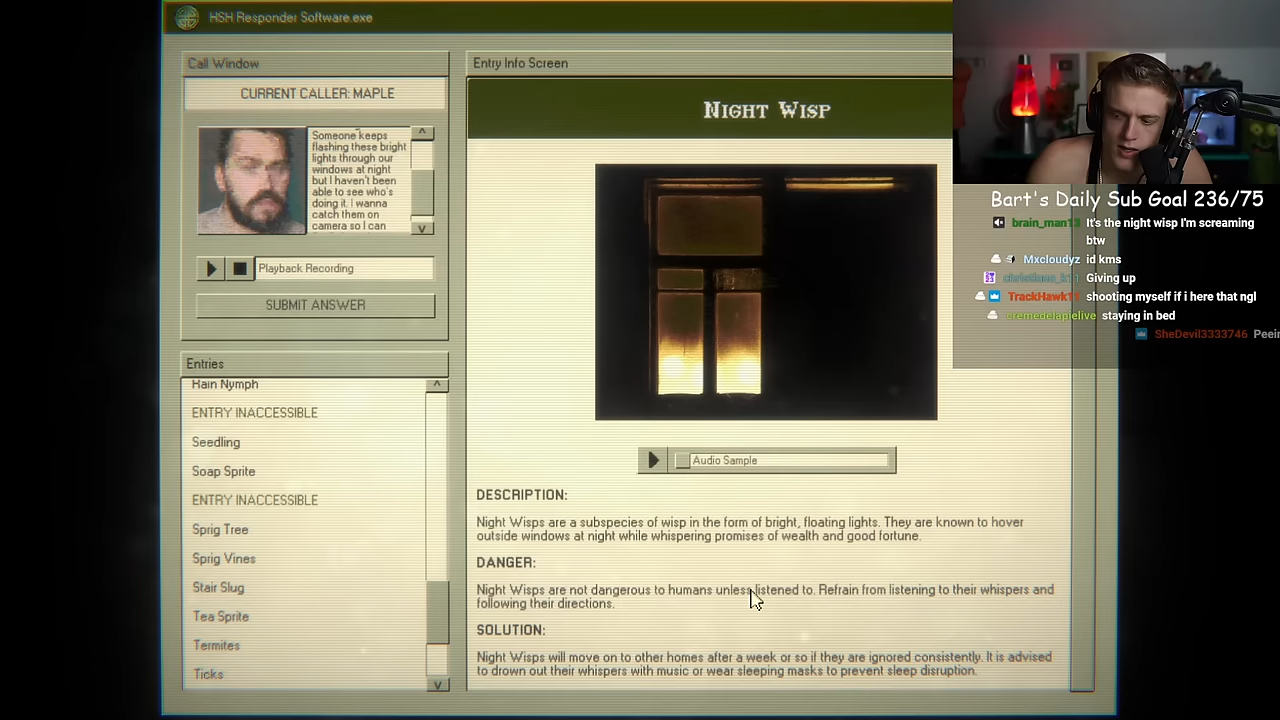 HSH Responder Software.exe
Call Window
CURRENT CALLER: MAPLE
Someone keeps
flashing these bright
lights through our
windows at night
but I haven't been
able to see who's
doing it. I wanna
catch them on
camera so I can
Playback Recording
SUBMIT ANSWER
Entries
Rain Nymph
ENTRY INACCESSIBLE
Seedling
Soap Sprite
ENTRY INACCESSIBLE
Sprig Tree
Sprig Vines
Stair Slug
Tea Sprite
Termites
Ticks
Entry Info Screen
NIGHT WISP
Audio Sample
DESCRIPTION:
Night Wisps are a subspecies of wisp in the form of bright, floating lights. They are known to hover
outside windows at night while whispering promises of wealth and good fortune.
DANGER:
Night Wisps are not dangerous to humans unless listened to. Refrain from listening to their whispers and
following their directions.
SOLUTION:
Night Wisps will move on to other homes after a week or so if they are ignored consistently. It is advised
to drown out their whispers with music or wear sleeping masks to prevent sleep disruption.
Bart's Daily Sub Goal 236/75
brain_man13 It's the night wisp I'm screaming
btw
Mxcloudyz id kms
Giving up
TrackHawk11 shooting myself if i here that ngl
cremedelapielive staying in bed
SheDevil3333746 Peein